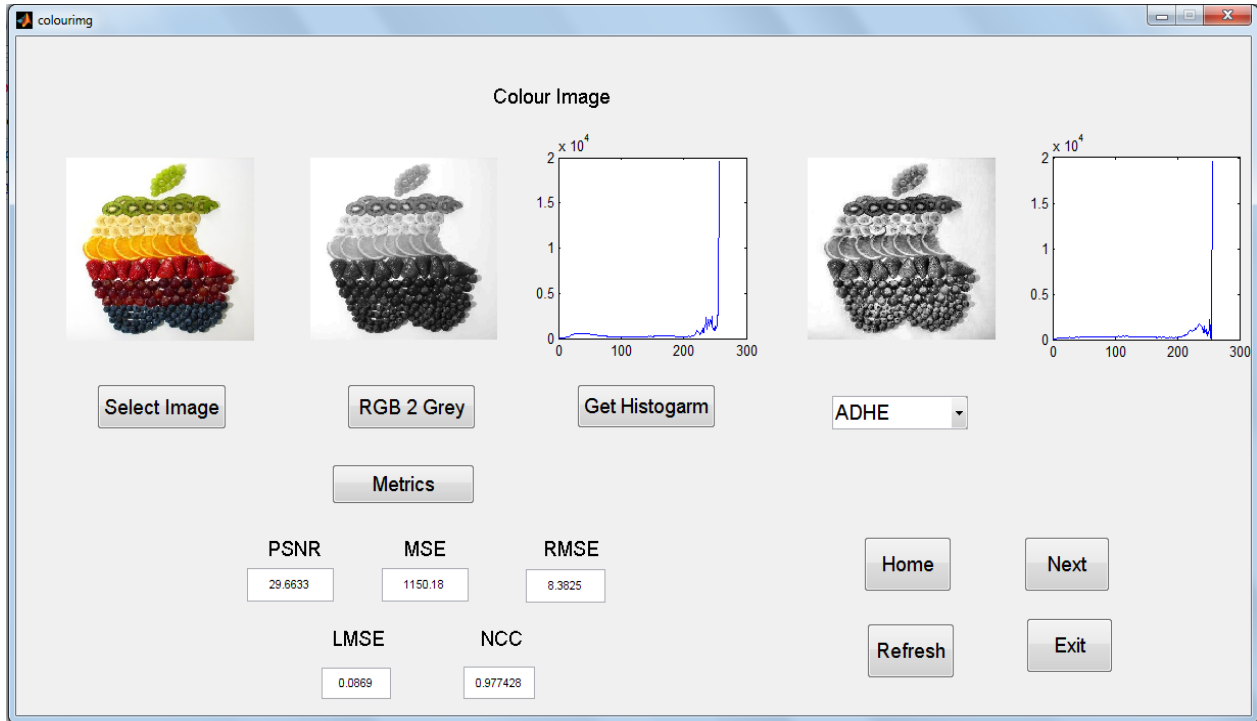 colourimg
Colour Image
x 10^4
2
1.5
1
0.5
0
0 100 200 300
x 10^4
2
1.5
1
0.5
0
0 100 200 300
Select Image
RGB 2 Grey
Get Histogarm
ADHE
Metrics
PSNR MSE RMSE
29.6633 1150.18 8.3825
LMSE NCC
0.0869 0.977428
Home Next
Refresh Exit